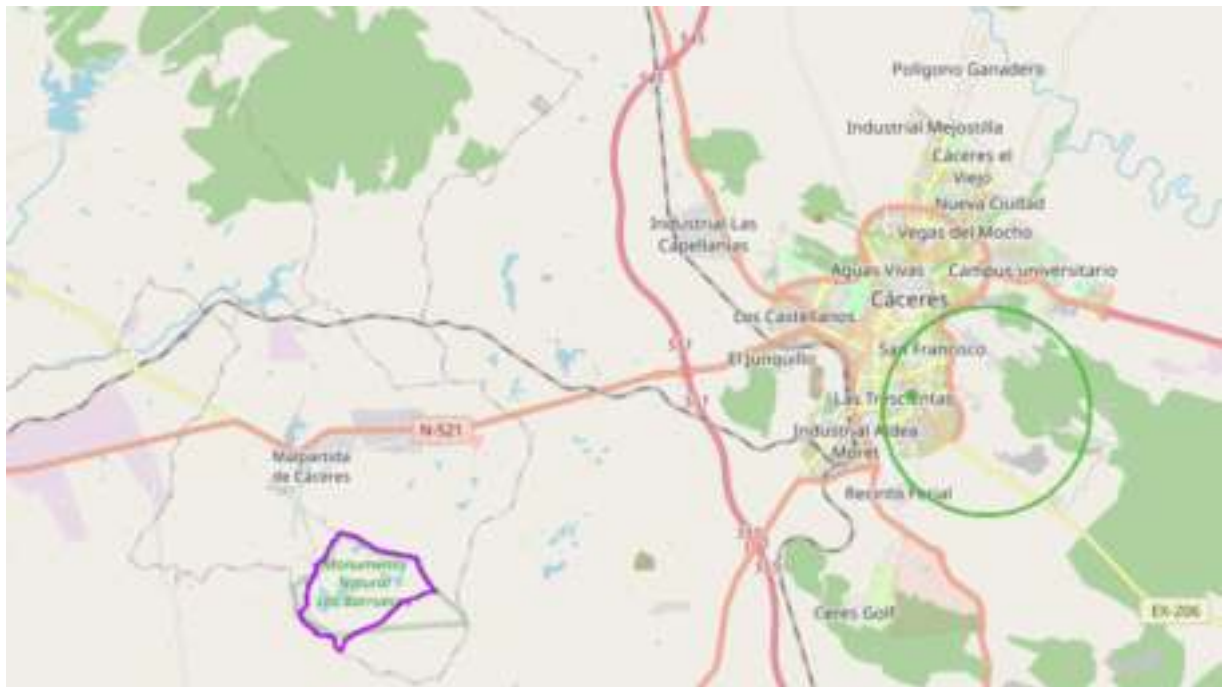 Polígono Ganadero
Industrial Mejostilla
Cáceres el
Viejo
Nueva Ciudad
Industrial Las
Capellanías
Vegas del Mocho
Aguas Vivas
Campus universitario
Cáceres
Los Castellanos
San Francisco
El Junquillo
Las Trescientas
N-521
Industrial Aldea
Moret
Malpartida
de Cáceres
Recinto Ferial
Monumento
Natural
Ceres Golf
EX-206